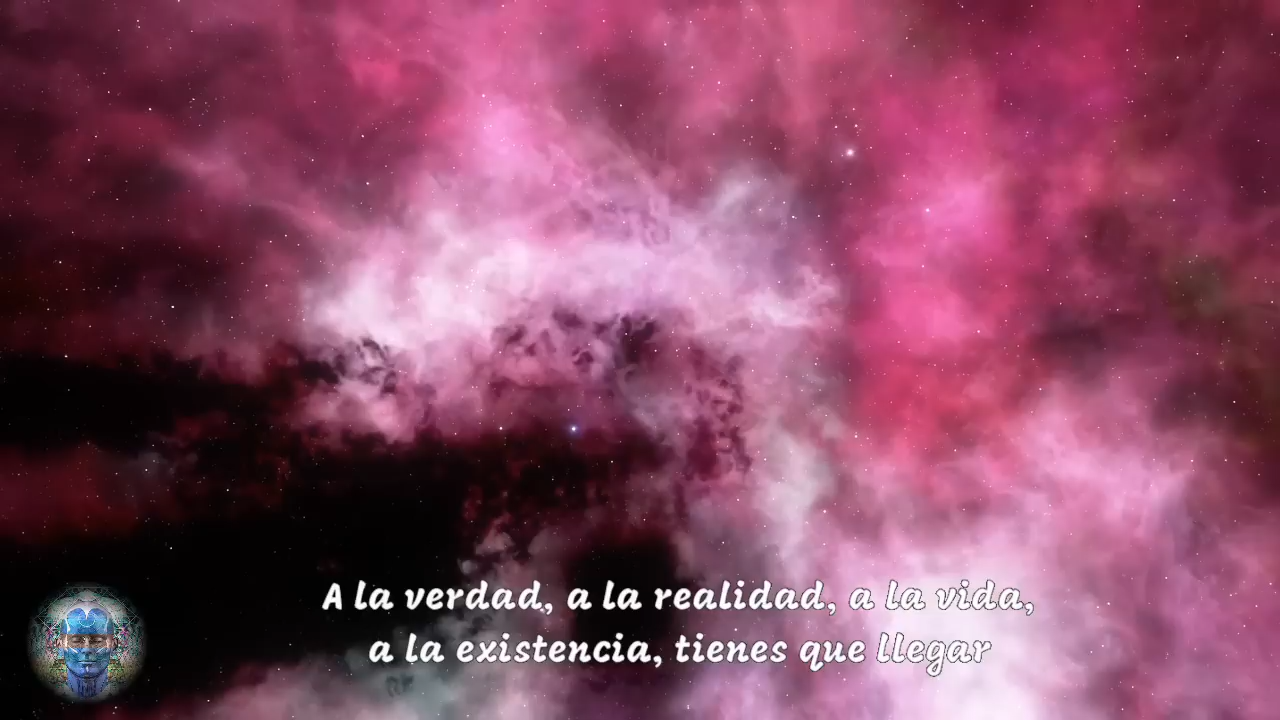 A la verdad, a la realidad, a la vida,
a la existencia, tienes que llegar